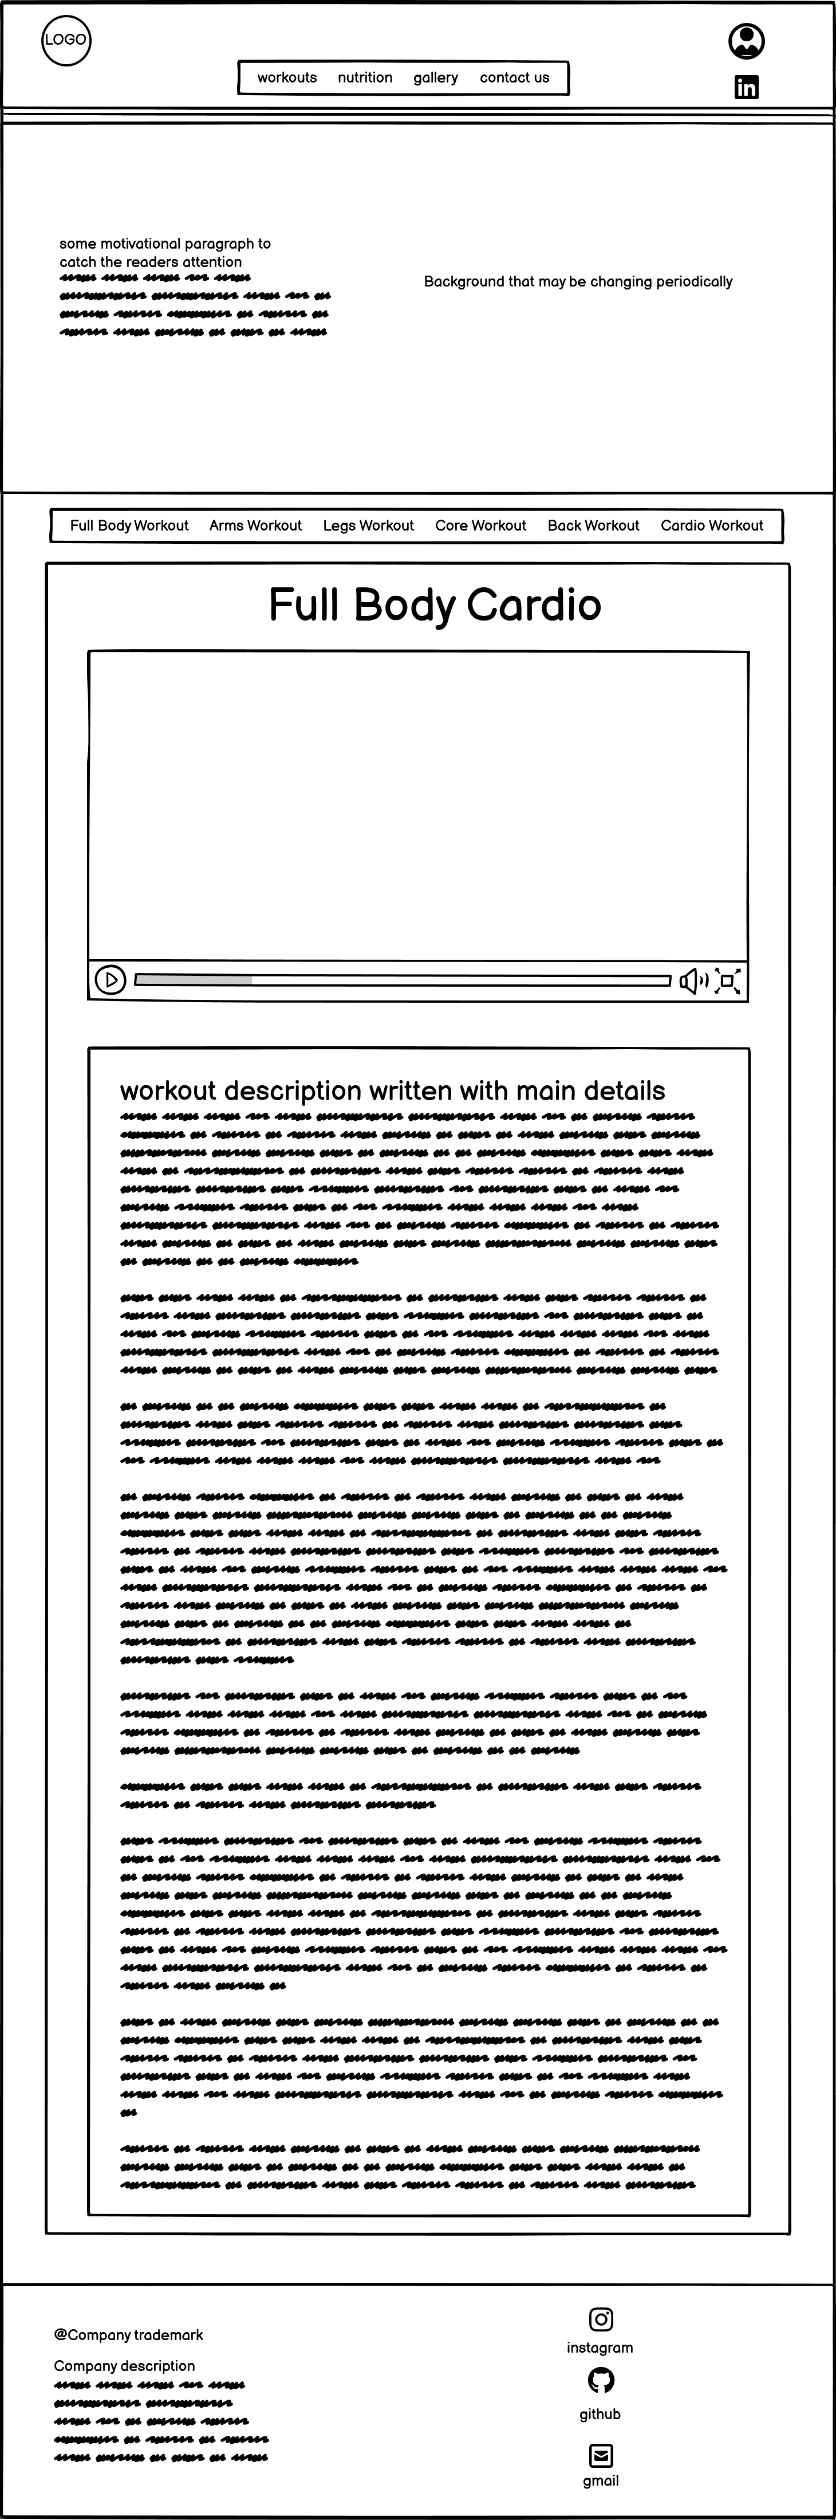 LOGO
workouts nutrition gallery contact us
some motivational paragraph to
catch the readers attention
Background that may be changing periodically
Full Body Workout Arms Workout Legs Workout Core Workout Back Workout Cardio Workout
Full Body Cardio
workout description written with main details
@Company trademark
Company description
instagram
github
gmail